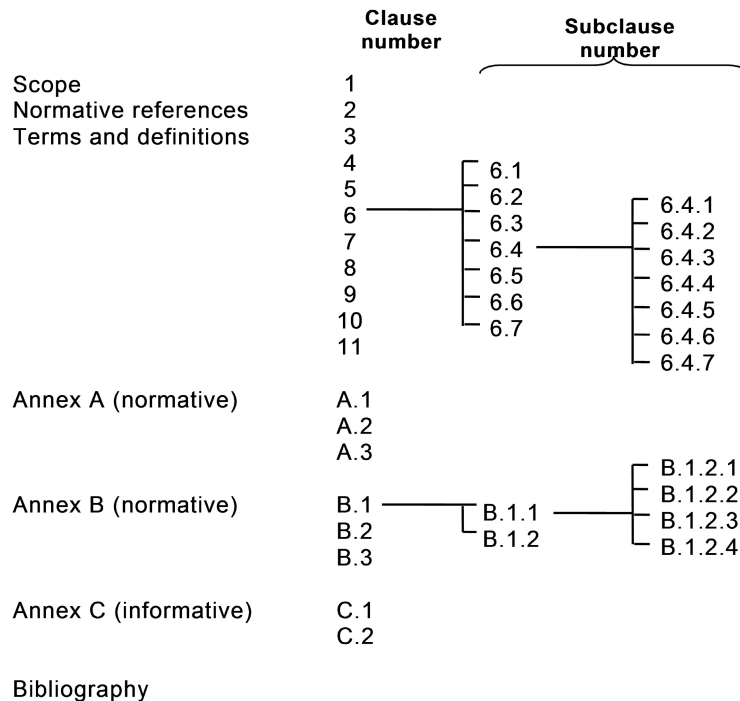 Clause number
Subclause number
Scope 1
Normative references 2
Terms and definitions 3
4
5
6
7
8
9
10
11
6.1
6.2
6.3
6.4
6.5
6.6
6.7
6.4.1
6.4.2
6.4.3
6.4.4
6.4.5
6.4.6
6.4.7
Annex A (normative) A.1
A.2
A.3
Annex B (normative) B.1
B.2
B.3
B.1.1
B.1.2
B.1.2.1
B.1.2.2
B.1.2.3
B.1.2.4
Annex C (informative) C.1
C.2
Bibliography